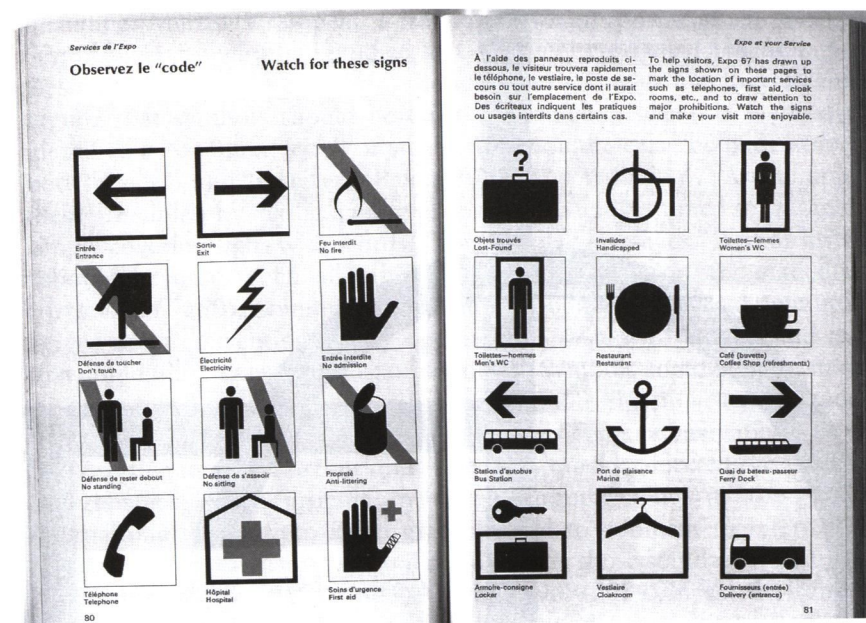 Services de l'Expo
Observez le "code"
Watch for these signs
Entrée
Entrance
Sortie
Exit
Feu interdit
No fire
Défense de toucher
Don't touch
Électricité
Electricity
Entrée interdite
No admission
Défense de rester debout
No standing
Défense de s'asseoir
No sitting
Propreté
Anti-littering
Téléphone
Telephone
Hôpital
Hospital
Soins d'urgence
First aid
80
Expo at your Service
À l'aide des panneaux reproduits ci-
dessous, le visiteur trouvera rapidement
le téléphone, le vestiaire, le poste de se-
cours ou tout autre service dont il aurait
besoin sur l'emplacement de l'Expo.
Des écriteaux indiquent les pratiques
ou usages interdits dans certains cas.
To help visitors, Expo 67 has drawn up
the signs shown on these pages to
mark the location of important services
such as telephones, first aid, cloak
rooms, etc., and to draw attention to
major prohibitions. Watch the signs
and make your visit more enjoyable.
?
Objets trouvés
Lost-Found
Invalides
Handicapped
Toilettes—femmes
Women's WC
Toilettes—hommes
Men's WC
Restaurant
Restaurant
Café (buvette)
Coffee Shop (refreshments)
Station d'autobus
Bus Station
Port de plaisance
Marina
Quai du bateau-passeur
Ferry Dock
Armoire-consigne
Locker
Vestiaire
Cloakroom
Fournisseurs (entrée)
Delivery (entrance)
81